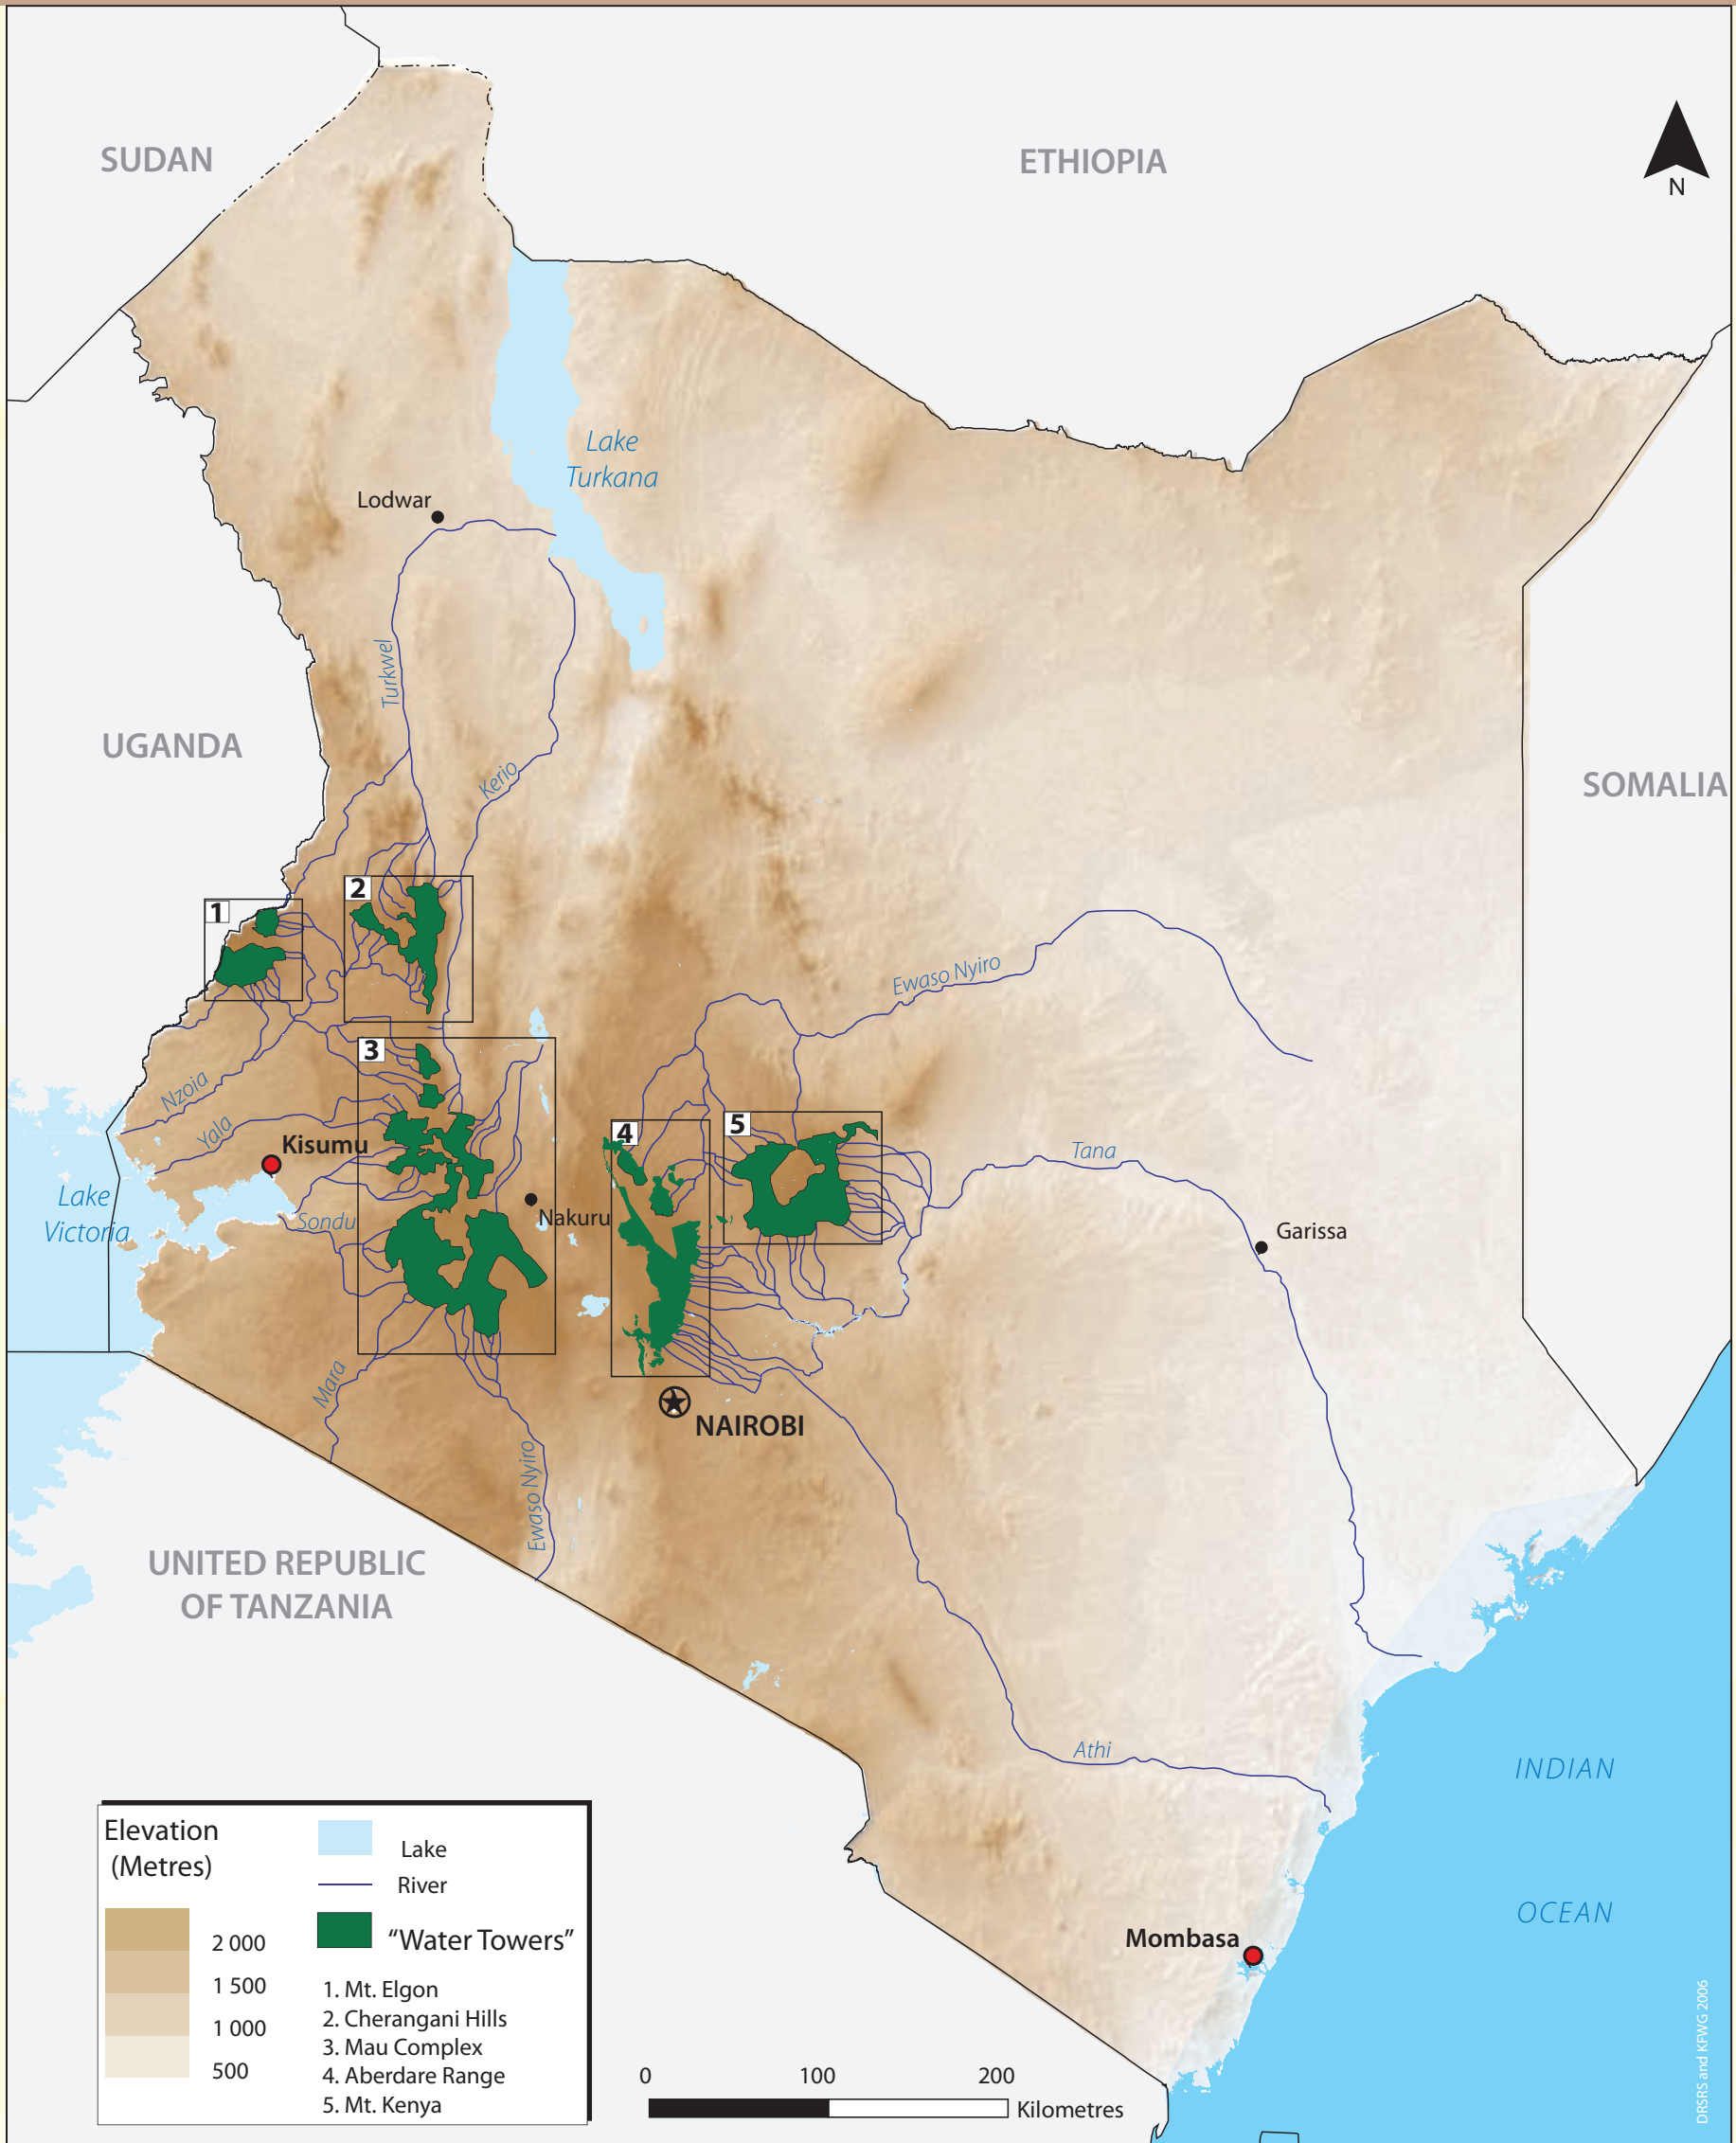 SUDAN
ETHIOPIA
N
Lake
Turkana
Lodwar
Turkwel
UGANDA
Kerio
SOMALIA
2
1
Ewaso Nyiro
3
Nzoia
Yala
Kisumu
4
5
Tana
Lake
Victoria
Sondu
Nakuru
Garissa
Mara
NAIROBI
Ewaso Nyiro
UNITED REPUBLIC
OF TANZANIA
Athi
INDIAN
OCEAN
Mombasa
Elevation
(Metres)
2 000
1 500
1 000
500
Lake
River
“Water Towers”
1. Mt. Elgon
2. Cherangani Hills
3. Mau Complex
4. Aberdare Range
5. Mt. Kenya
0 100 200
Kilometres
DRSRS and KFWG 2006